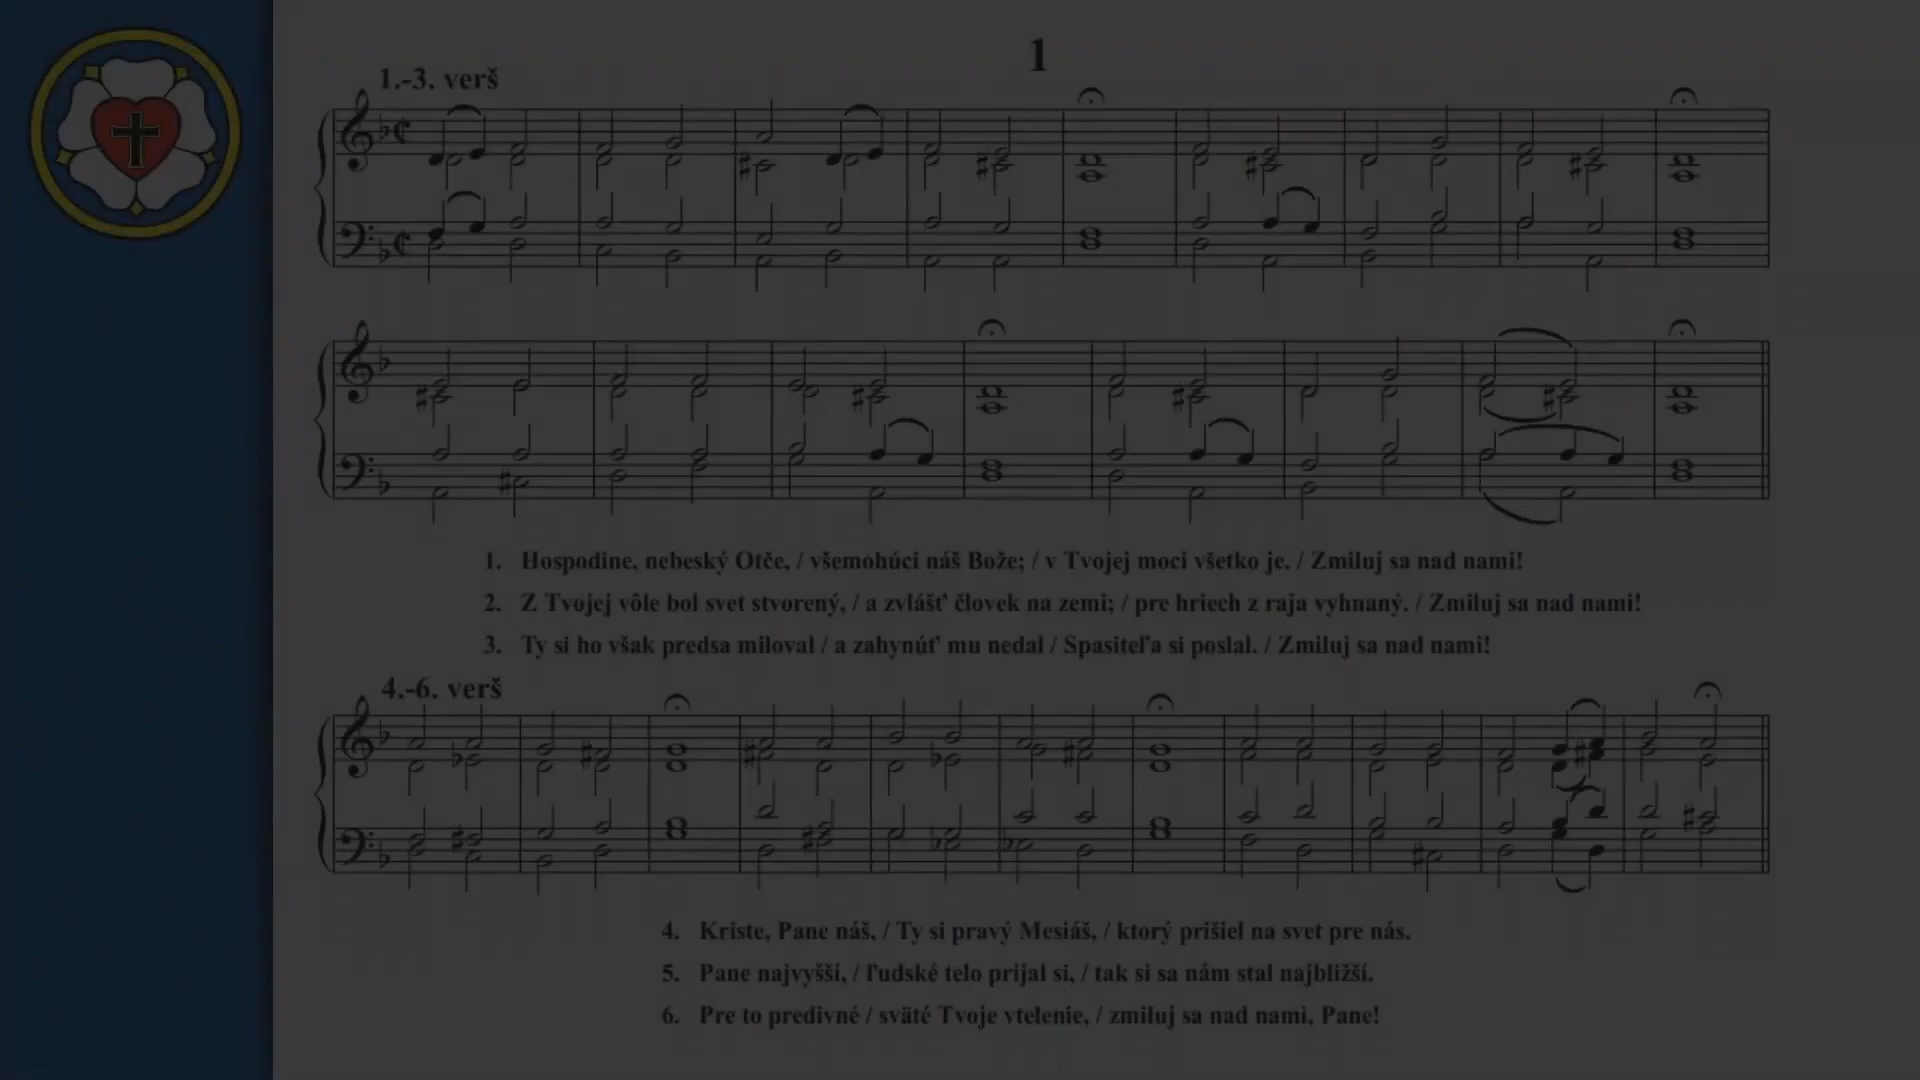 1
1.-3. verš
1. Hospodine, nebeský Otče, / všemohúci náš Bože; / v Tvojej moci všetko je. / Zmiluj sa nad nami!
2. Z Tvojej vôle bol svet stvorený, / a zvlášť človek na zemi; / pre hriech z raja vyhnaný. / Zmiluj sa nad nami!
3. Ty si ho však predsa miloval / a zahynúť mu nedal / Spasiteľa si poslal. / Zmiluj sa nad nami!
4.-6. verš
4. Kriste, Pane náš, / Ty si pravý Mesiáš, / ktorý prišiel na svet pre nás.
5. Pane najvyšší, / ľudské telo prijal si, / tak si sa nám stal najbližší.
6. Pre to predivné / sväté Tvoje vtelenie, / zmiluj sa nad nami, Pane!